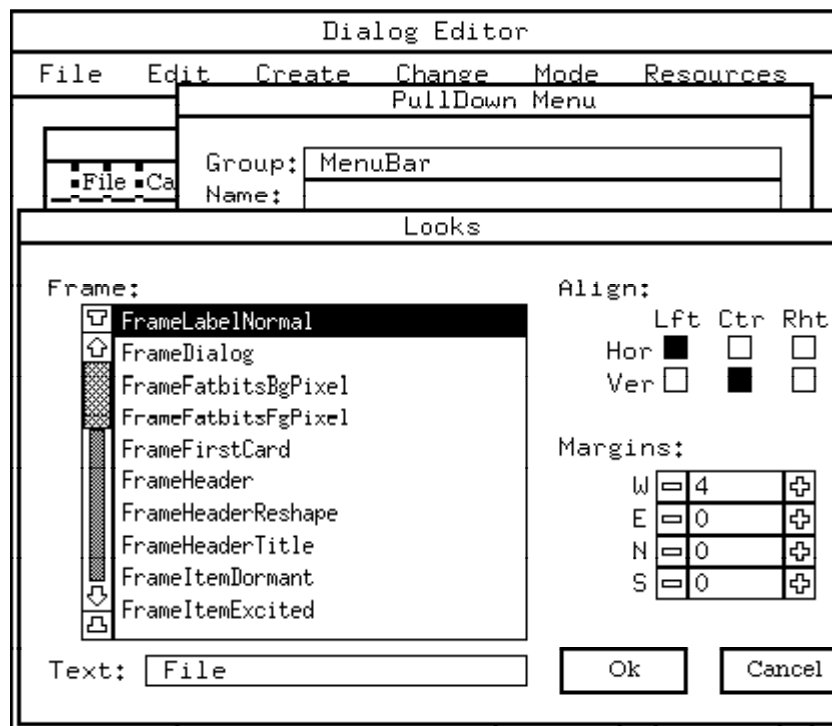 Dialog Editor
File Edit Create Change Mode Resources
PullDown Menu
Group: MenuBar
File Ca
Name:
Looks
Frame:
FrameLabelNormal
FrameDialog
FrameFatbitsBgPixel
FrameFatbitsFgPixel
FrameFirstCard
FrameHeader
FrameHeaderReshape
FrameHeaderTitle
FrameItemDormant
FrameItemExcited
Align:
Lft Ctr Rht
Hor
Ver
Margins:
W 4
E 0
N 0
S 0
Text: File
Ok Cancel